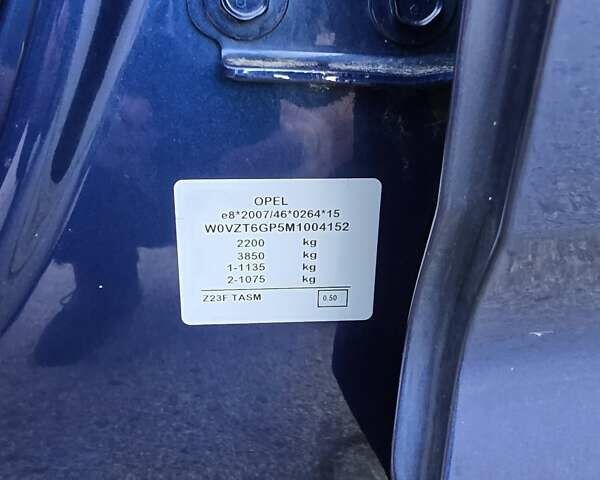 OPEL
e8*2007/46*0264*15
W0VZT6GP5M1004152
2200 kg
3850 kg
1-1135 kg
2-1075 kg
Z23F TASM 0.50